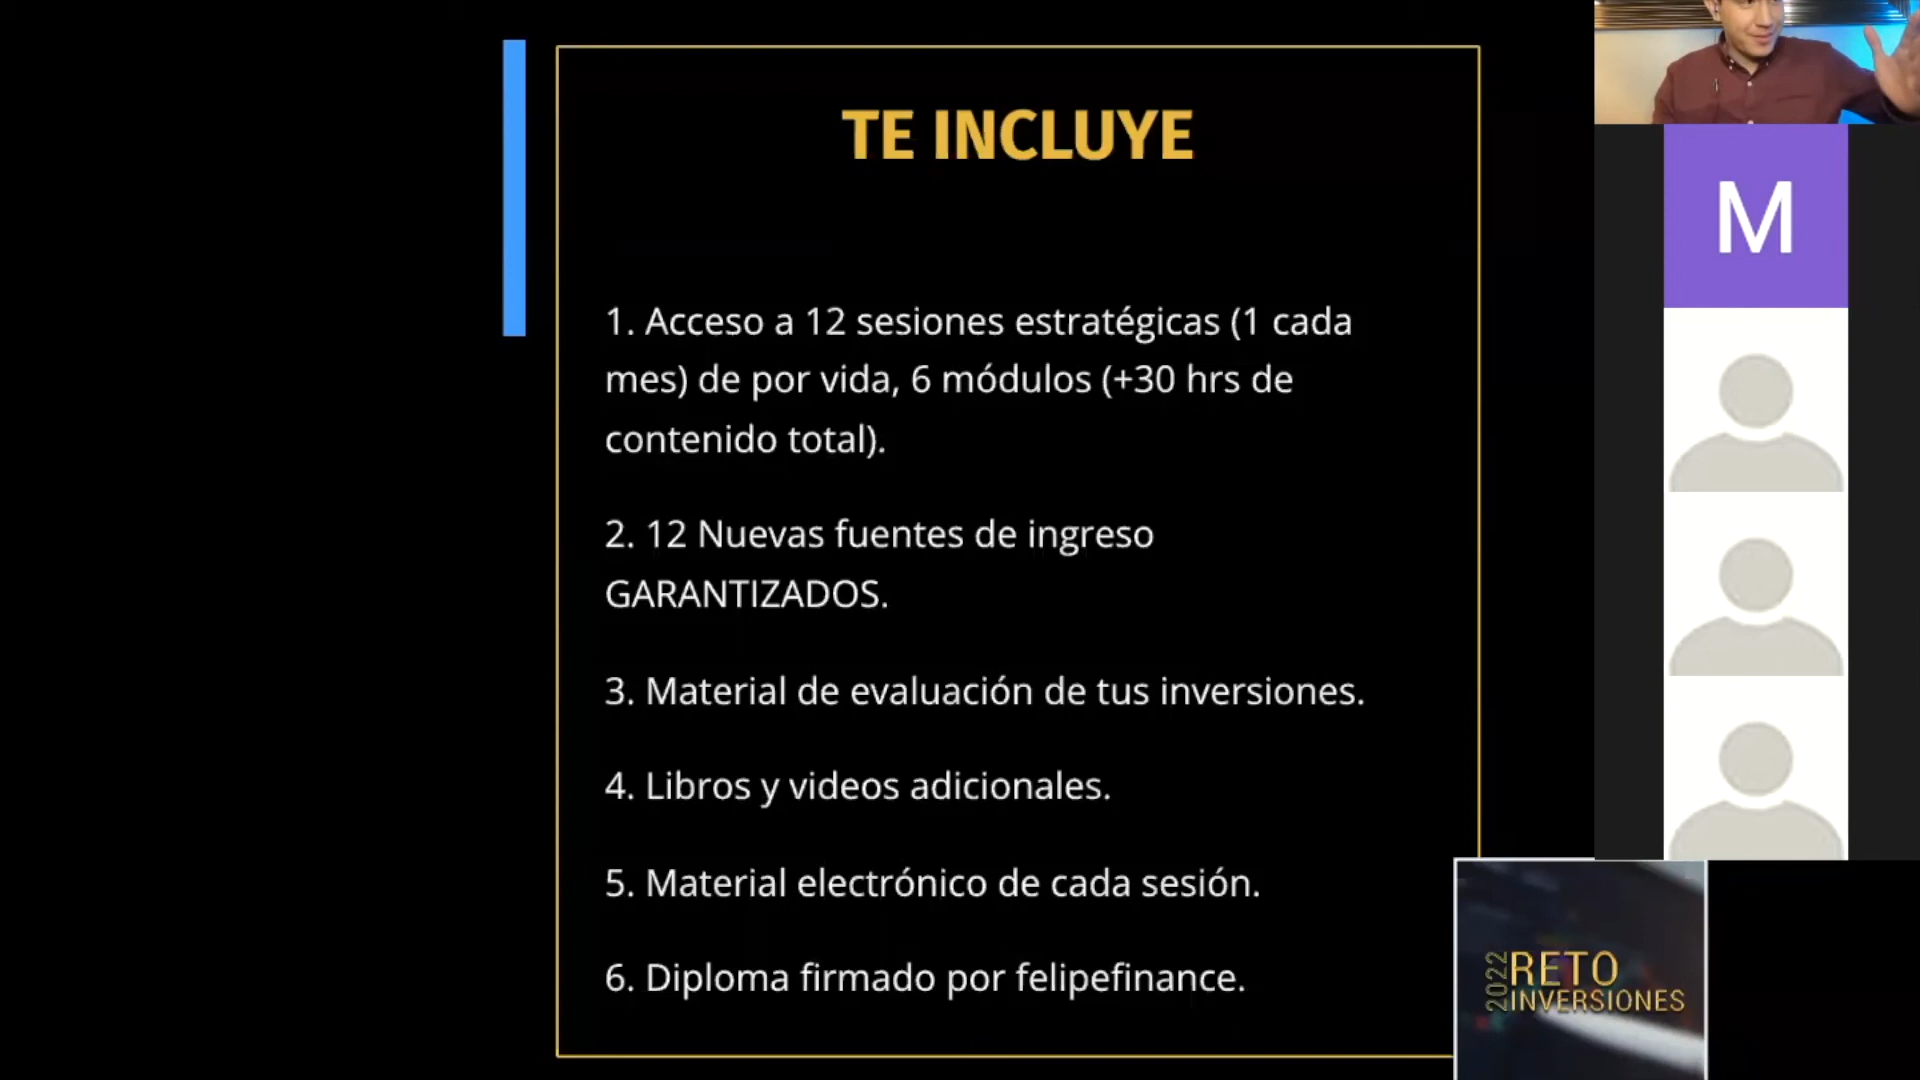 TE INCLUYE
1. Acceso a 12 sesiones estratégicas (1 cada
mes) de por vida, 6 módulos (+30 hrs de
contenido total).
2. 12 Nuevas fuentes de ingreso
GARANTIZADOS.
3. Material de evaluación de tus inversiones.
4. Libros y videos adicionales.
5. Material electrónico de cada sesión.
6. Diploma firmado por felipefinance.
M
2022
RETO
INVERSIONES